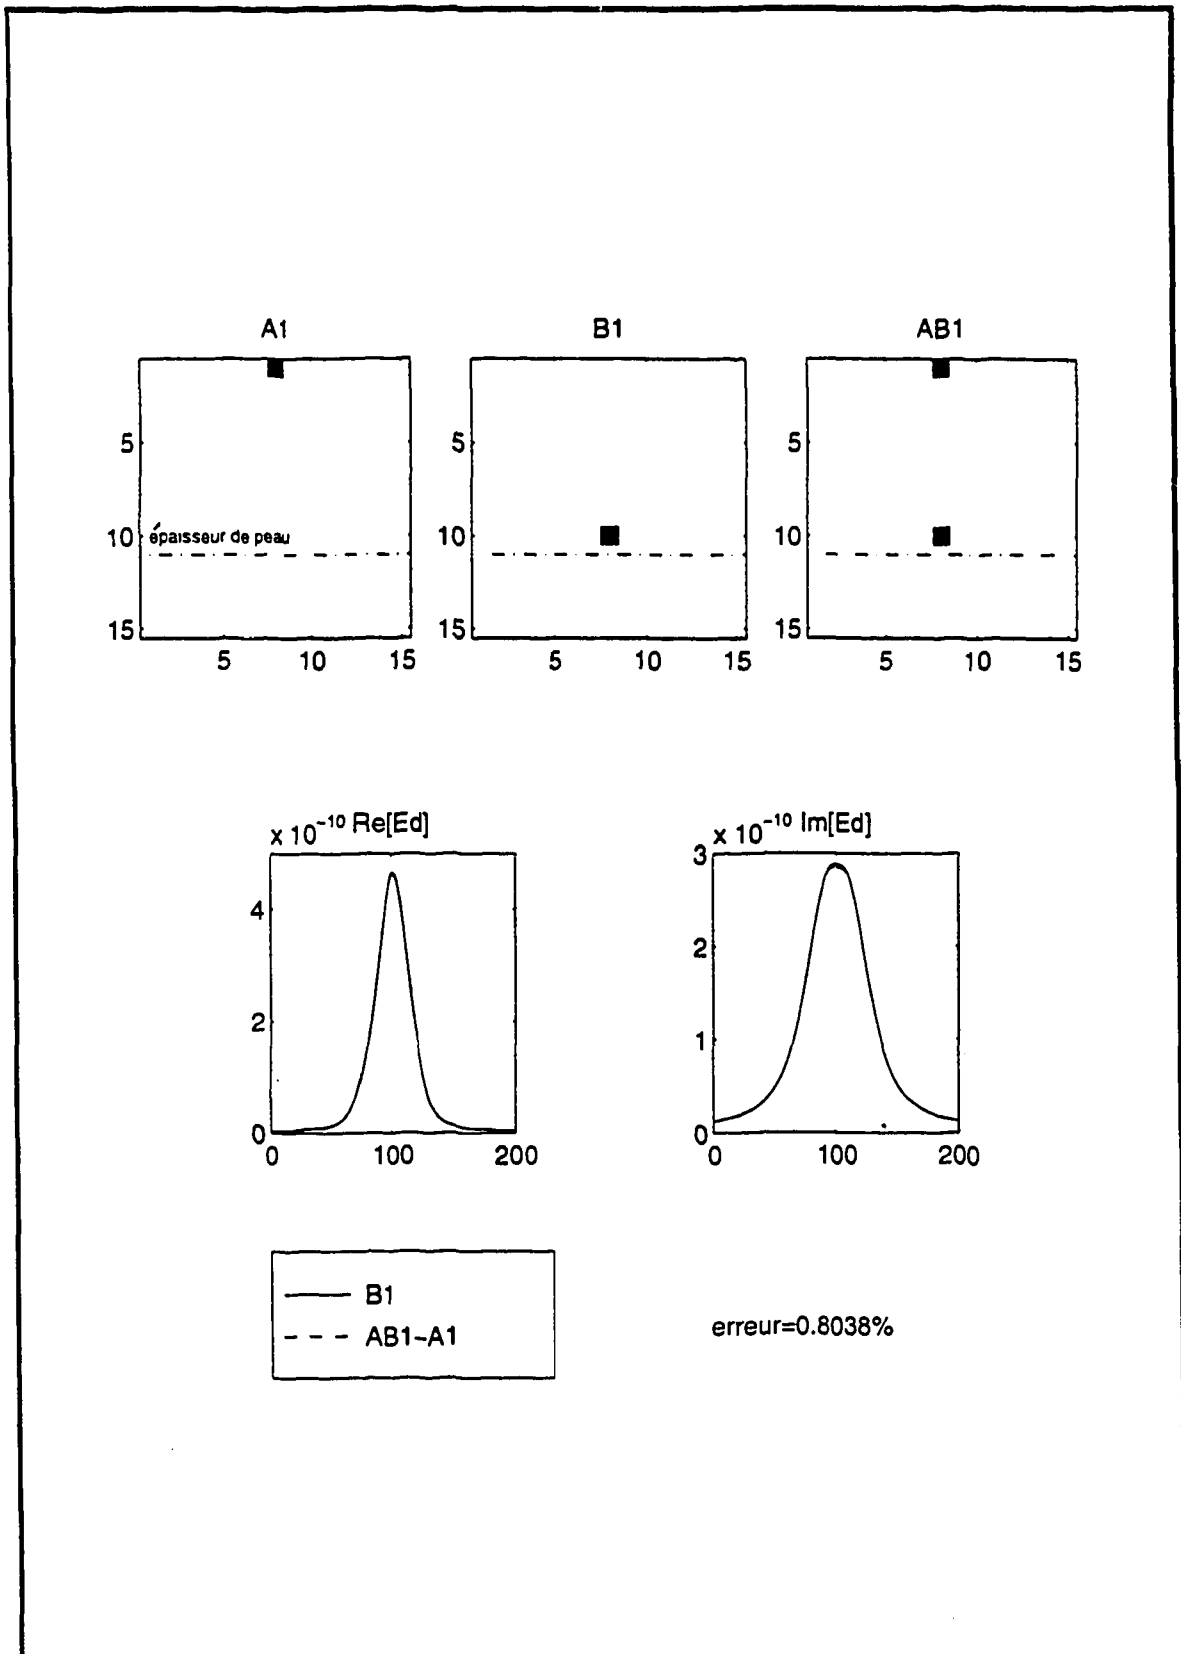 A1 B1 AB1
5 5 5
10 épaisseur de peau 10 10
15 15 15
5 10 15 5 10 15 5 10 15
x 10⁻¹⁰ Re[Ed] x 10⁻¹⁰ Im[Ed]
4
2
0
0 100 200
3
2
1
0
0 100 200
B1
AB1-A1
erreur=0.8038%